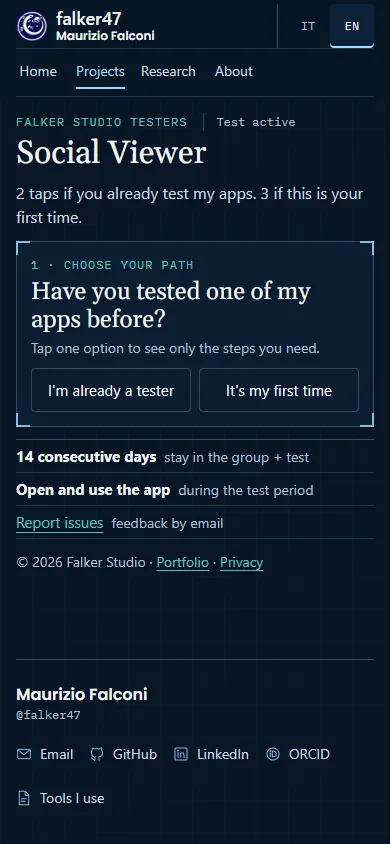 falker47
Maurizio Falconi
IT
EN
Home
Projects
Research
About
FALKER STUDIO TESTERS
Test active
Social Viewer
2 taps if you already test my apps. 3 if this is your
first time.
1 · CHOOSE YOUR PATH
Have you tested one of my
apps before?
Tap one option to see only the steps you need.
I'm already a tester
It's my first time
14 consecutive days stay in the group + test
Open and use the app during the test period
Report issues feedback by email
© 2026 Falker Studio · Portfolio · Privacy
Maurizio Falconi
@falker47
Email
GitHub
LinkedIn
ORCID
Tools I use